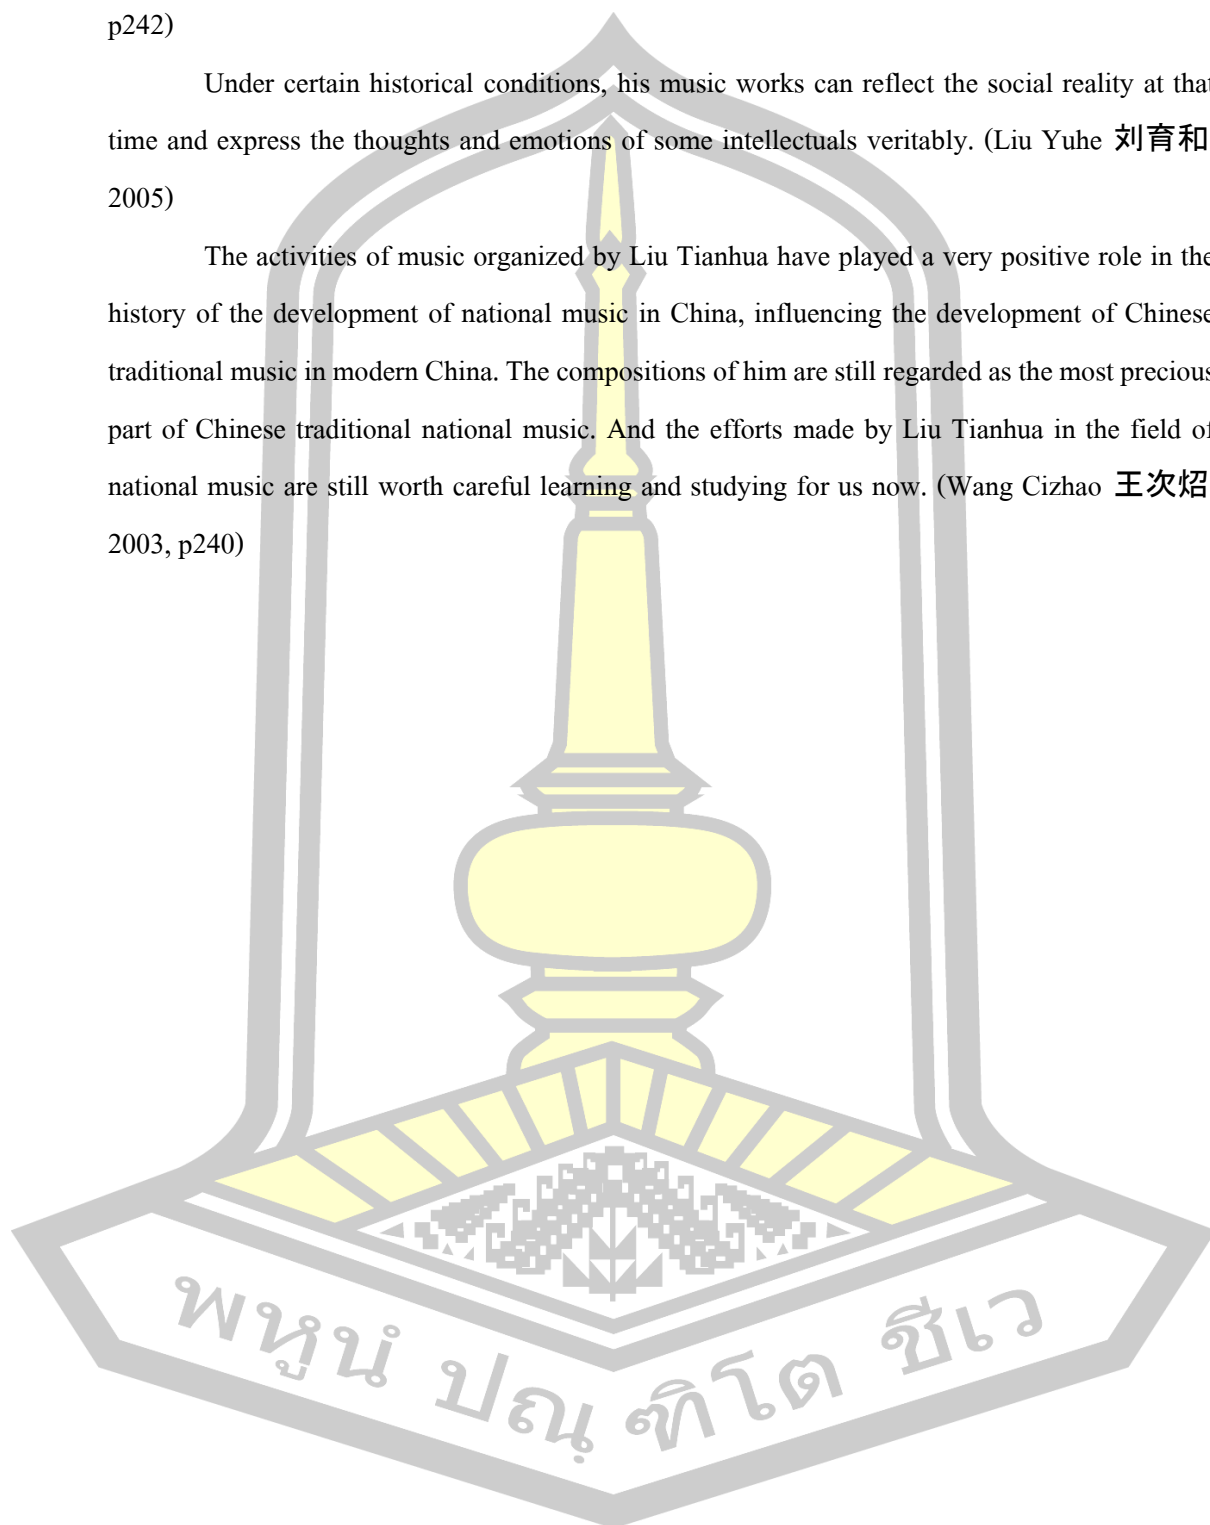 p242)
Under certain historical conditions, his music works can reflect the social reality at that
time and express the thoughts and emotions of some intellectuals veritably. (Liu Yuhe 刘育和
2005)
The activities of music organized by Liu Tianhua have played a very positive role in the
history of the development of national music in China, influencing the development of Chinese
traditional music in modern China. The compositions of him are still regarded as the most precious
part of Chinese traditional national music. And the efforts made by Liu Tianhua in the field of
national music are still worth careful learning and studying for us now. (Wang Cizhao 王次炤
2003, p240)
พหูนํ ปณฺฑิโต ชีเว